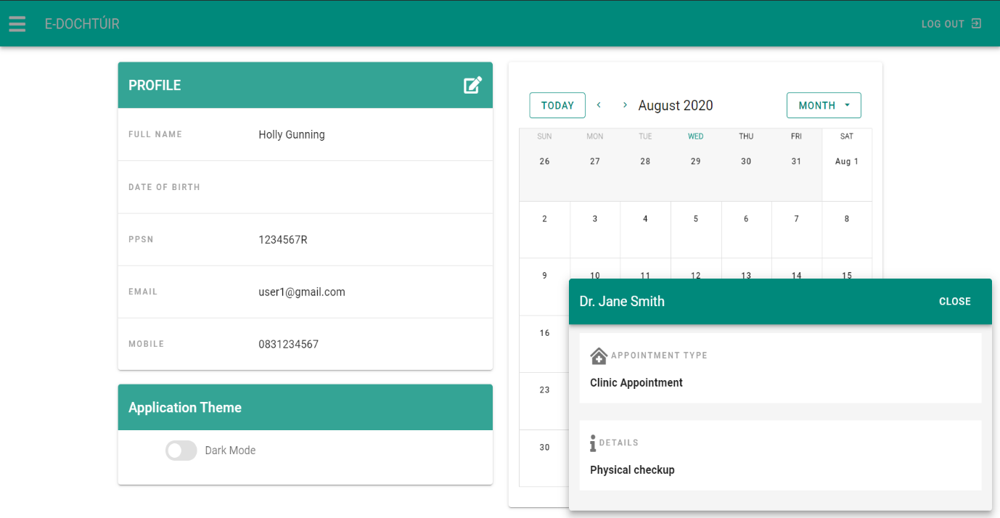 E-DOCHTÚIR
LOG OUT
PROFILE
FULL NAME Holly Gunning
DATE OF BIRTH
PPSN 1234567R
EMAIL user1@gmail.com
MOBILE 0831234567
Application Theme
Dark Mode
TODAY August 2020 MONTH
SUN MON TUE WED THU FRI SAT
26 27 28 29 30 31 Aug 1
2 3 4 5 6 7 8
9 10 11 12 13 14 15
16
23
30
Dr. Jane Smith CLOSE
APPOINTMENT TYPE
Clinic Appointment
DETAILS
Physical checkup